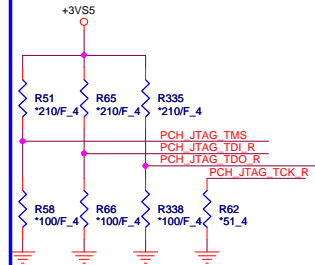 +3VS5
R51
*210/F_4
R65
*210/F_4
R335
*210/F_4
PCH_JTAG_TMS
PCH_JTAG_TDI_R
PCH_JTAG_TDO_R
PCH_JTAG_TCK_R
R58
*100/F_4
R66
*100/F_4
R338
*100/F_4
R62
*51_4